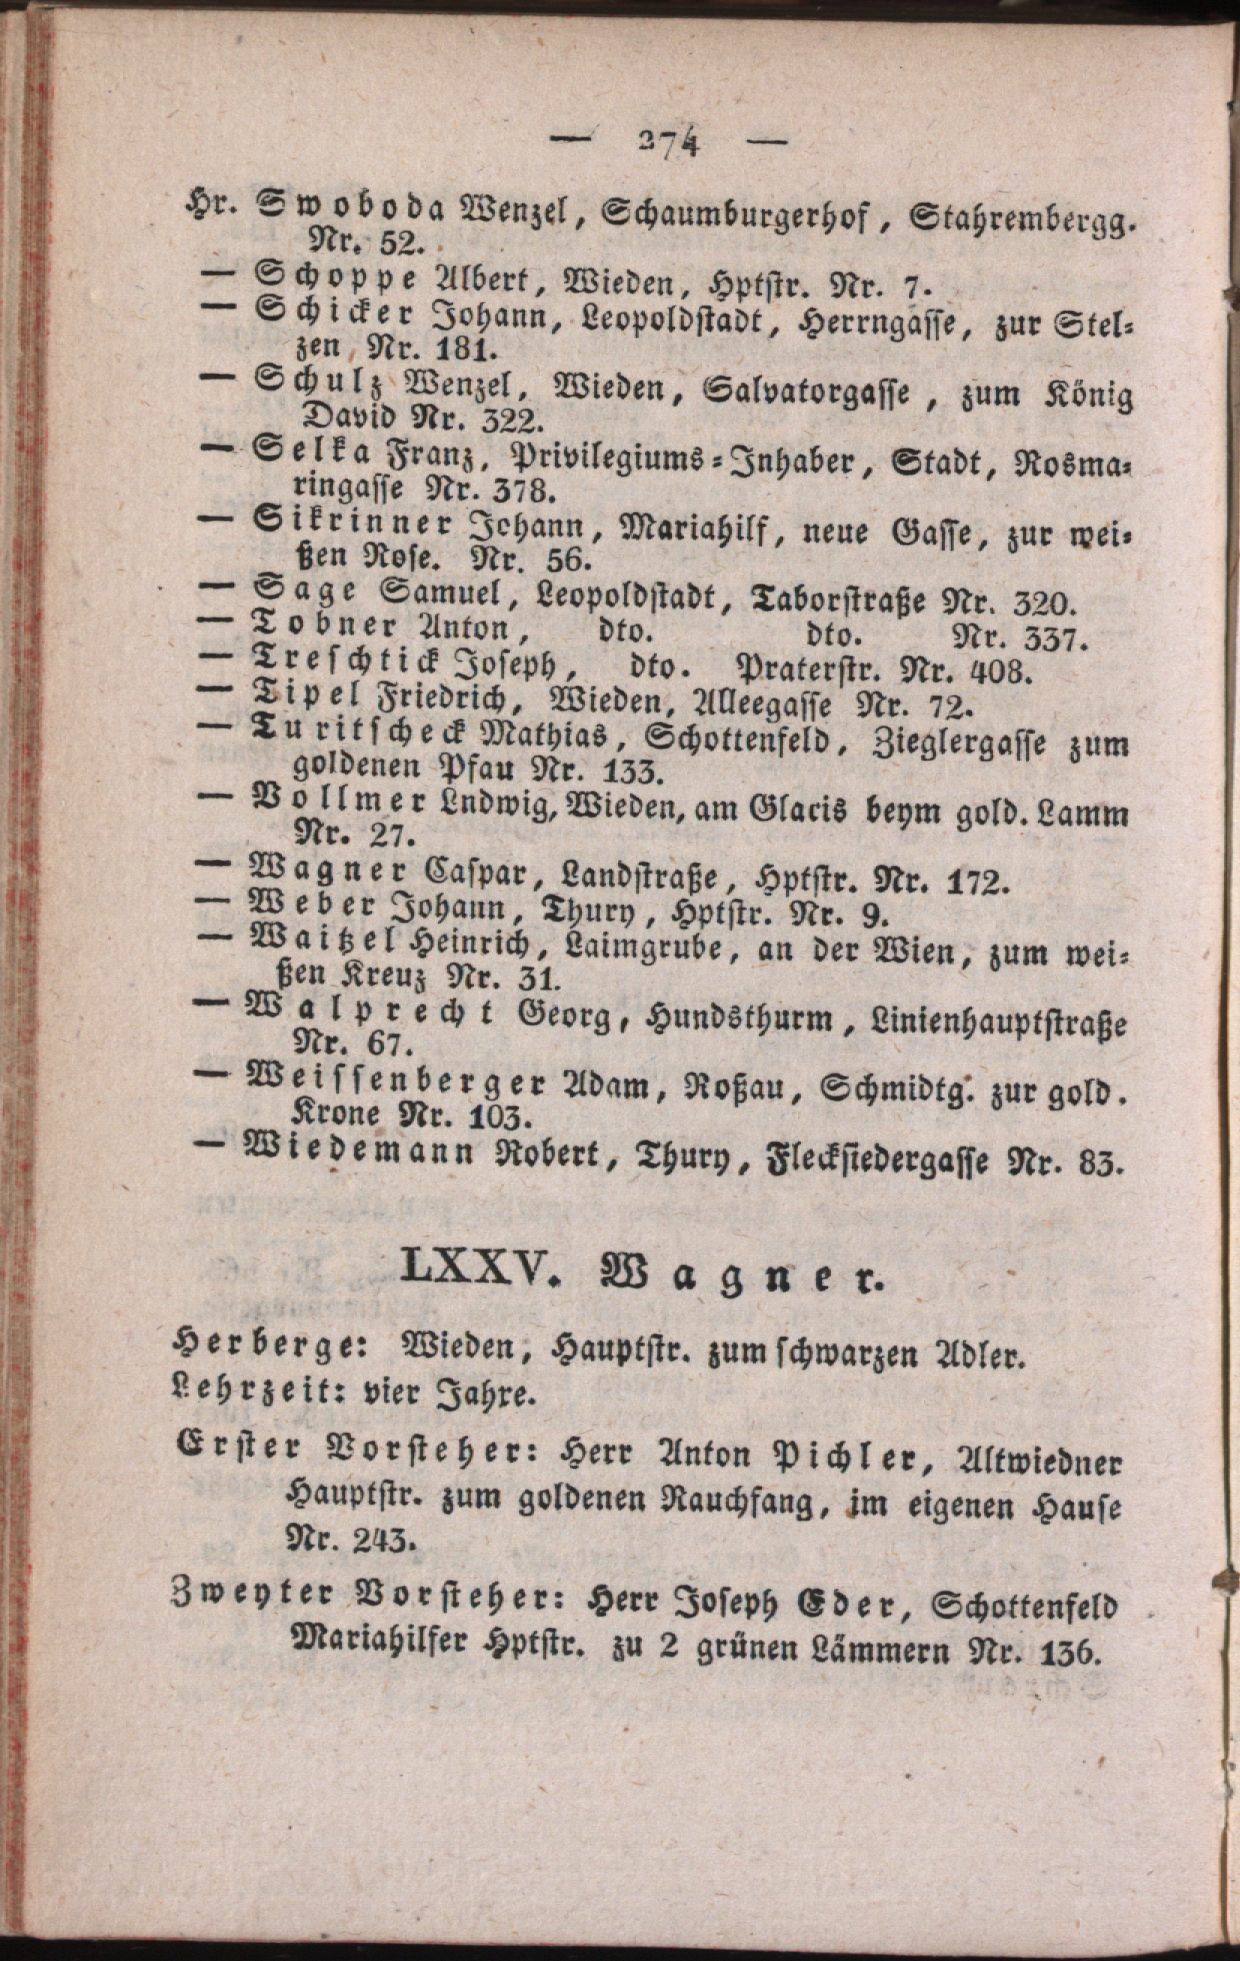 — 274 —
Hr. Swoboda Wenzel, Schaumburgerhof, Stahrembergg.
Nr. 52.
— Schoppe Albert, Wieden, Hptstr. Nr. 7.
— Schicker Johann, Leopoldstadt, Herrngasse, zur Stel-
zen, Nr. 181.
— Schulz Wenzel, Wieden, Salvatorgasse, zum König
David Nr. 322.
— Selka Franz, Privilegiums-Inhaber, Stadt, Rosma-
ringasse Nr. 378.
— Sikrinner Johann, Mariahilf, neue Gasse, zur wei-
ßen Rose. Nr. 56.
— Sage Samuel, Leopoldstadt, Taborstraße Nr. 320.
— Tobner Anton, dto. dto. Nr. 337.
— Treschtick Joseph, dto. Praterstr. Nr. 408.
— Tipel Friedrich, Wieden, Alleegasse Nr. 72.
— Turitscheck Mathias, Schottenfeld, Zieglergasse zum
goldenen Pfau Nr. 133.
— Vollmer Lndwig, Wieden, am Glacis beym gold. Lamm
Nr. 27.
— Wagner Caspar, Landstraße, Hptstr. Nr. 172.
— Weber Johann, Thury, Hptstr. Nr. 9.
— Waitzel Heinrich, Laimgrube, an der Wien, zum wei-
ßen Kreuz Nr. 31.
— Walprecht Georg, Hundsthurm, Linienhauptstraße
Nr. 67.
— Weissenberger Adam, Roßau, Schmidtg. zur gold.
Krone Nr. 103.
— Wiedemann Robert, Thury, Flecksiedergasse Nr. 83.
LXXV. Wagner.
Herberge: Wieden, Hauptstr. zum schwarzen Adler.
Lehrzeit: vier Jahre.
Erster Vorsteher: Herr Anton Pichler, Altwiedner
Hauptstr. zum goldenen Rauchfang, im eigenen Hause
Nr. 243.
Zweyter Vorsteher: Herr Joseph Eder, Schottenfeld
Mariahilfer Hptstr. zu 2 grünen Lämmern Nr. 136.